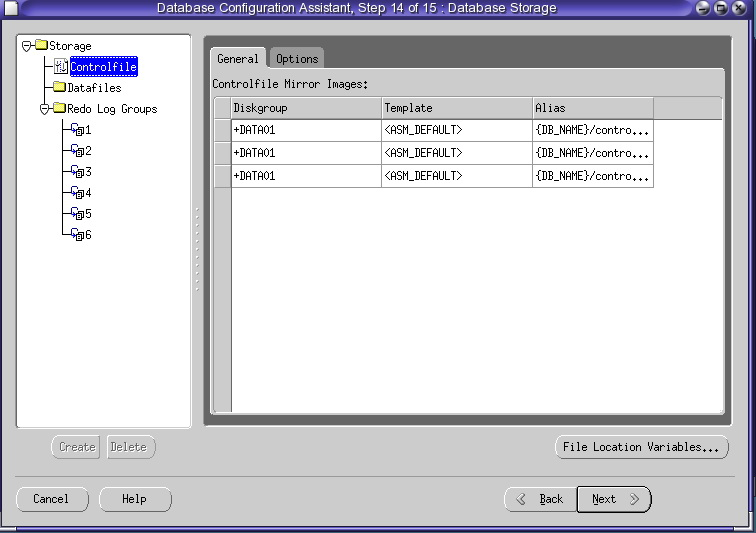 Database Configuration Assistant, Step 14 of 15 : Database Storage
Storage
Controlfile
Datafiles
Redo Log Groups
1
2
3
4
5
6
General Options
Controlfile Mirror Images:
Diskgroup Template Alias
+DATA01 <ASM_DEFAULT> {DB_NAME}/contro...
+DATA01 <ASM_DEFAULT> {DB_NAME}/contro...
+DATA01 <ASM_DEFAULT> {DB_NAME}/contro...
Create Delete File Location Variables...
Cancel Help Back Next